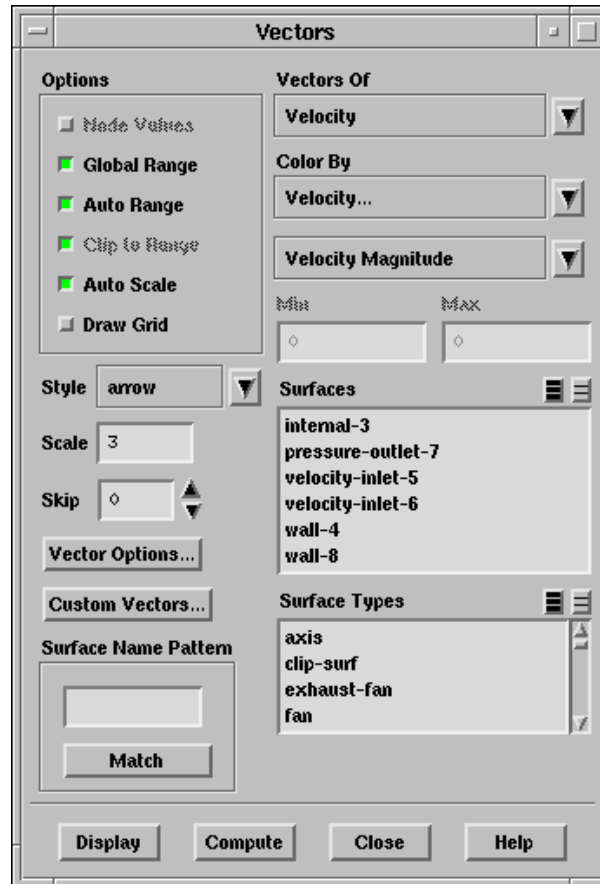 Vectors
Options
Node Values
Global Range
Auto Range
Clip to Range
Auto Scale
Draw Grid
Style arrow
Scale 3
Skip 0
Vector Options...
Custom Vectors...
Surface Name Pattern
Match
Vectors Of
Velocity
Color By
Velocity...
Velocity Magnitude
Min Max
0 0
Surfaces
internal-3
pressure-outlet-7
velocity-inlet-5
velocity-inlet-6
wall-4
wall-8
Surface Types
axis
clip-surf
exhaust-fan
fan
Display Compute Close Help